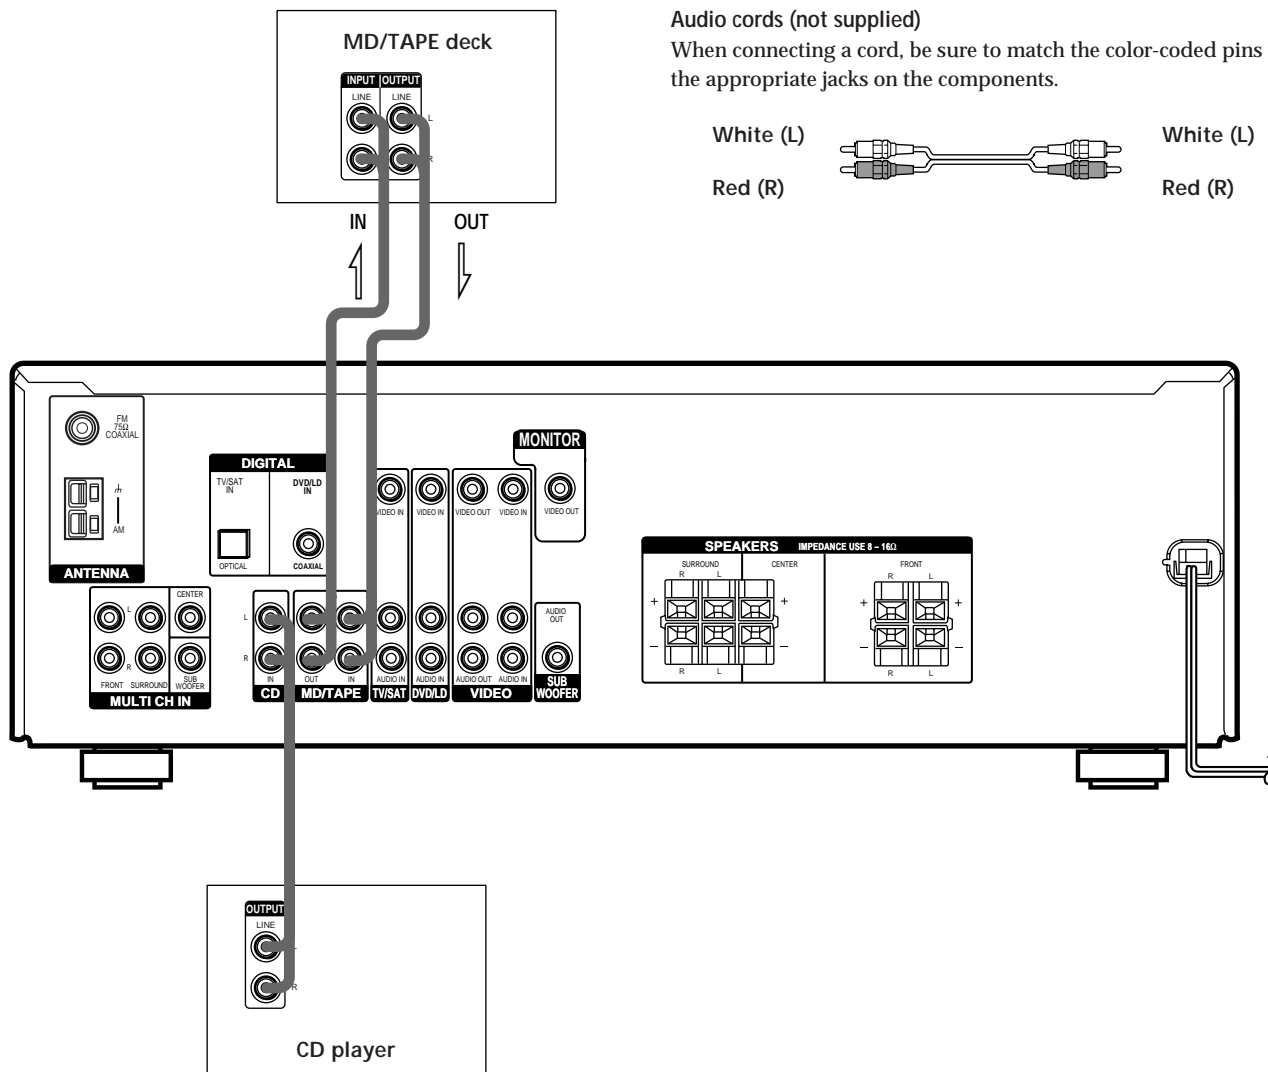 MD/TAPE deck
INPUT OUTPUT
LINE LINE
L
R
IN OUT
Audio cords (not supplied)
When connecting a cord, be sure to match the color-coded pins
the appropriate jacks on the components.
White (L) White (L)
Red (R) Red (R)
FM
75Ω
COAXIAL
AM
ANTENNA
DIGITAL
TV/SAT
IN
OPTICAL
DVD/LD
IN
COAXIAL
MONITOR
VIDEO IN VIDEO IN VIDEO OUT VIDEO IN VIDEO OUT
SPEAKERS IMPEDANCE USE 8 – 16Ω
SURROUND CENTER FRONT
R L R L
+ + + +
– – – –
R L R L
CENTER
L
R
FRONT SURROUND SUB
WOOFER
MULTI CH IN
L
R
IN OUT IN AUDIO IN AUDIO IN AUDIO OUT AUDIO IN
CD MD/TAPE TV/SAT DVD/LD VIDEO
AUDIO
OUT
SUB
WOOFER
OUTPUT
LINE
L
R
CD player